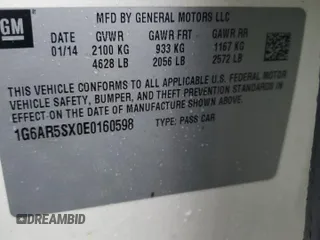 GM
MFD BY GENERAL MOTORS LLC
DATE GVWR GAWR FRT GAWR RR
01/14 2100 KG 933 KG 1167 KG
4628 LB 2056 LB 2572 LB
THIS VEHICLE CONFORMS TO ALL APPLICABLE U.S. FEDERAL MOTOR
VEHICLE SAFETY, BUMPER, AND THEFT PREVENTION STANDARDS IN
EFFECT ON THE DATE OF MANUFACTURE SHOWN ABOVE.
1G6AR5SX0E0160598 TYPE: PASS CAR